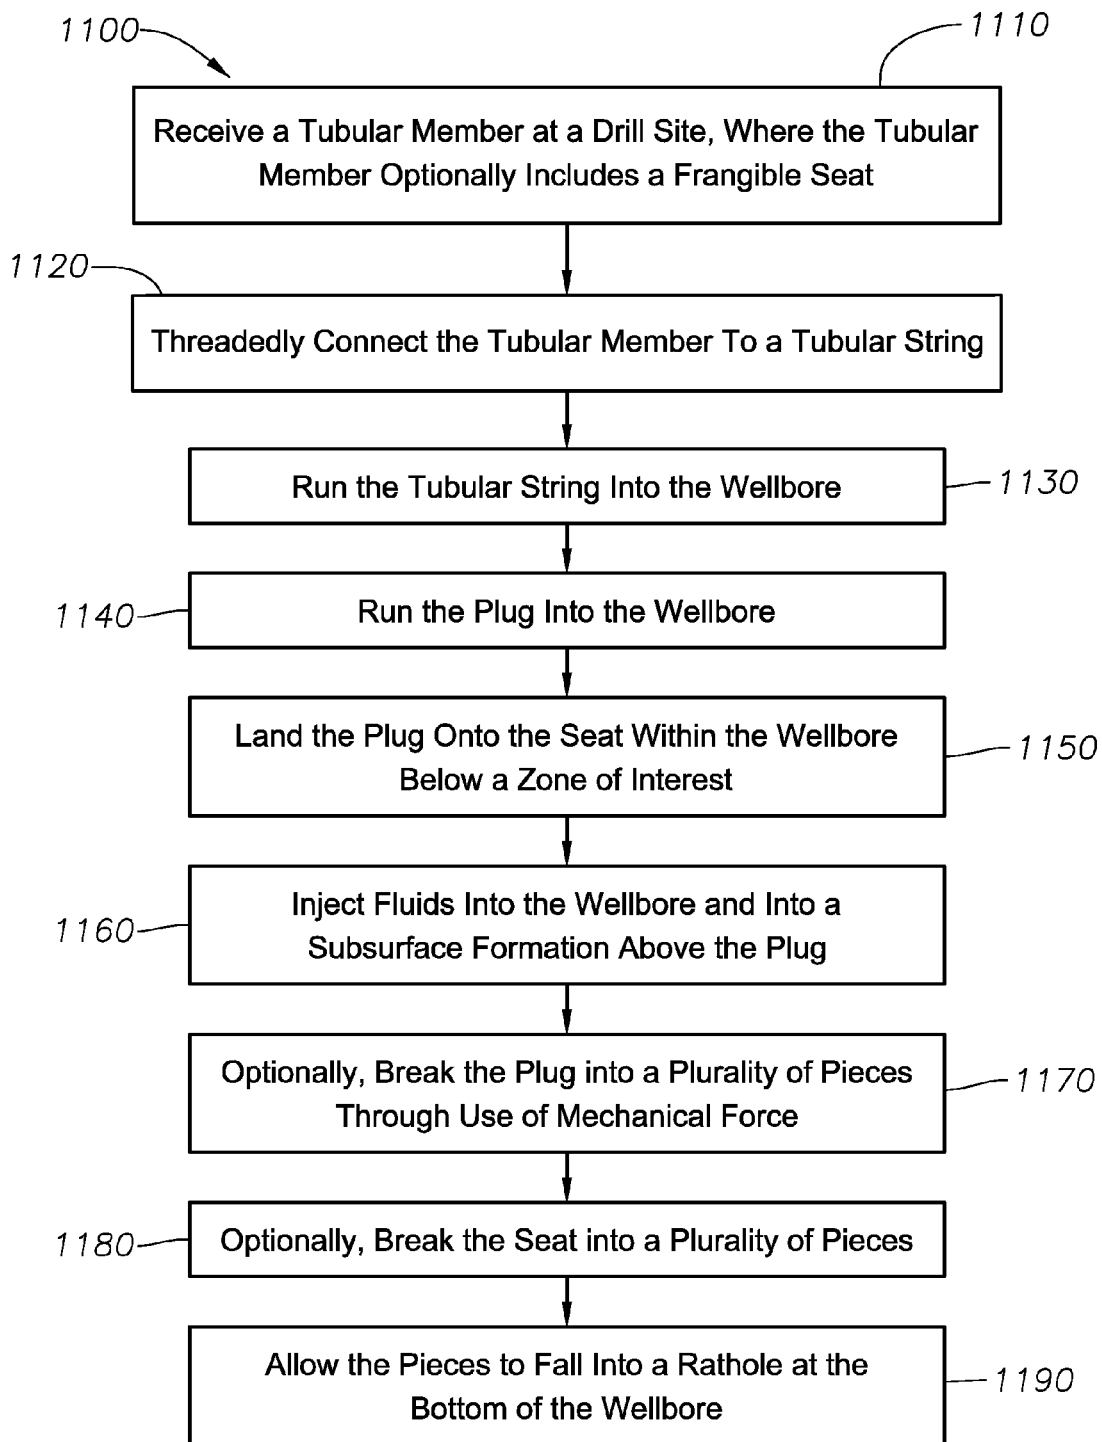 1100
1110
Receive a Tubular Member at a Drill Site, Where the Tubular
Member Optionally Includes a Frangible Seat
1120
Threadedly Connect the Tubular Member To a Tubular String
Run the Tubular String Into the Wellbore
1130
Run the Plug Into the Wellbore
1140
Land the Plug Onto the Seat Within the Wellbore
Below a Zone of Interest
1150
Inject Fluids Into the Wellbore and Into a
Subsurface Formation Above the Plug
1160
Optionally, Break the Plug into a Plurality of Pieces
Through Use of Mechanical Force
1170
1180
Optionally, Break the Seat into a Plurality of Pieces
Allow the Pieces to Fall Into a Rathole at the
Bottom of the Wellbore
1190